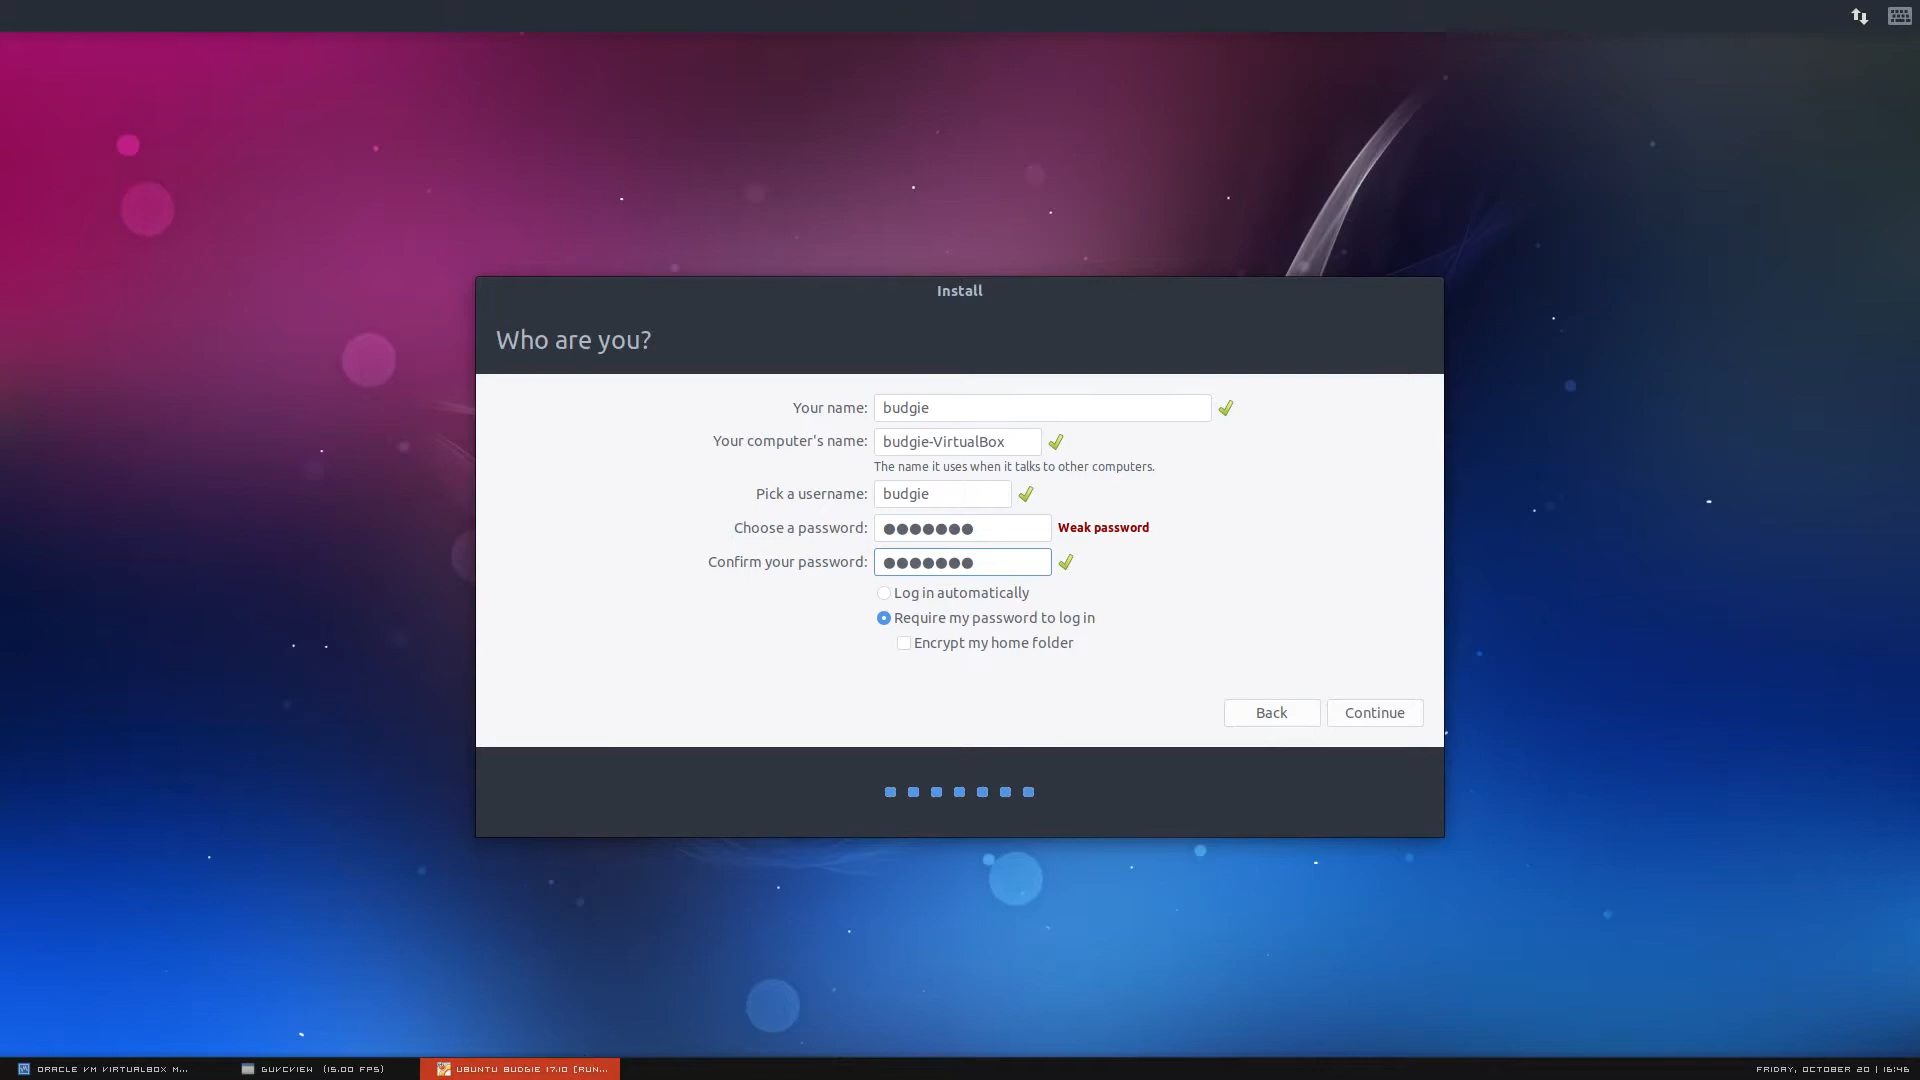 Install
Who are you?
Your name: budgie
Your computer's name: budgie-VirtualBox
The name it uses when it talks to other computers.
Pick a username: budgie
Choose a password: ●●●●●●● Weak password
Confirm your password: ●●●●●●●
Log in automatically
Require my password to log in
Encrypt my home folder
Back Continue
ORACLE VM VIRTUALBOX M... GUVCVIEW (15.00 FPS) UBUNTU BUDGIE 17.10 [RUN... FRIDAY, OCTOBER 20 | 16:46